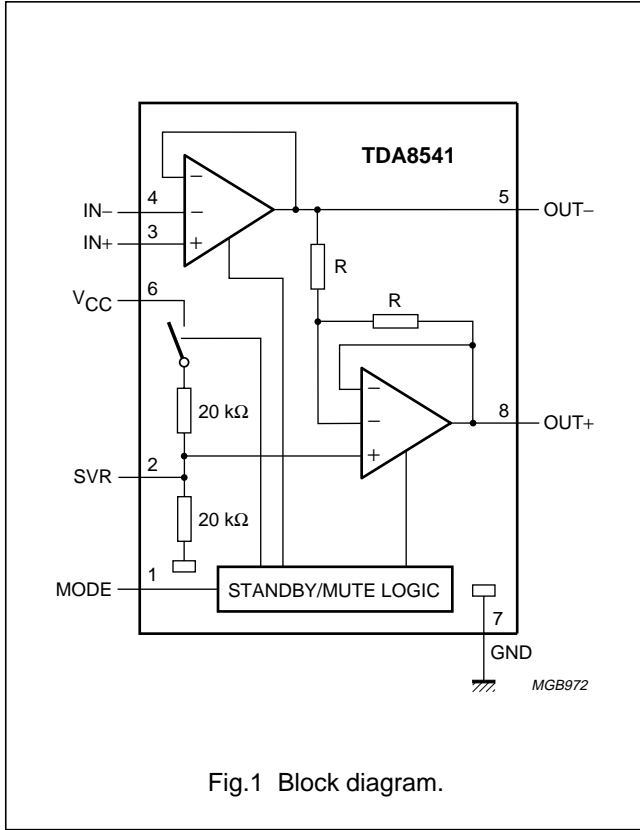 TDA8541
IN− 4 −
IN+ 3 +
−
5 OUT−
VCC 6
R
R
20 kΩ
−
−
+
8 OUT+
SVR 2
20 kΩ
MODE 1
STANDBY/MUTE LOGIC
7
GND
MGB972
Fig.1 Block diagram.